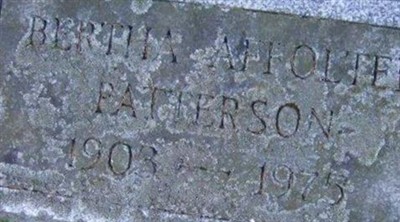 BERTHA AFFOLTER
PATTERSON
1903 — 1975